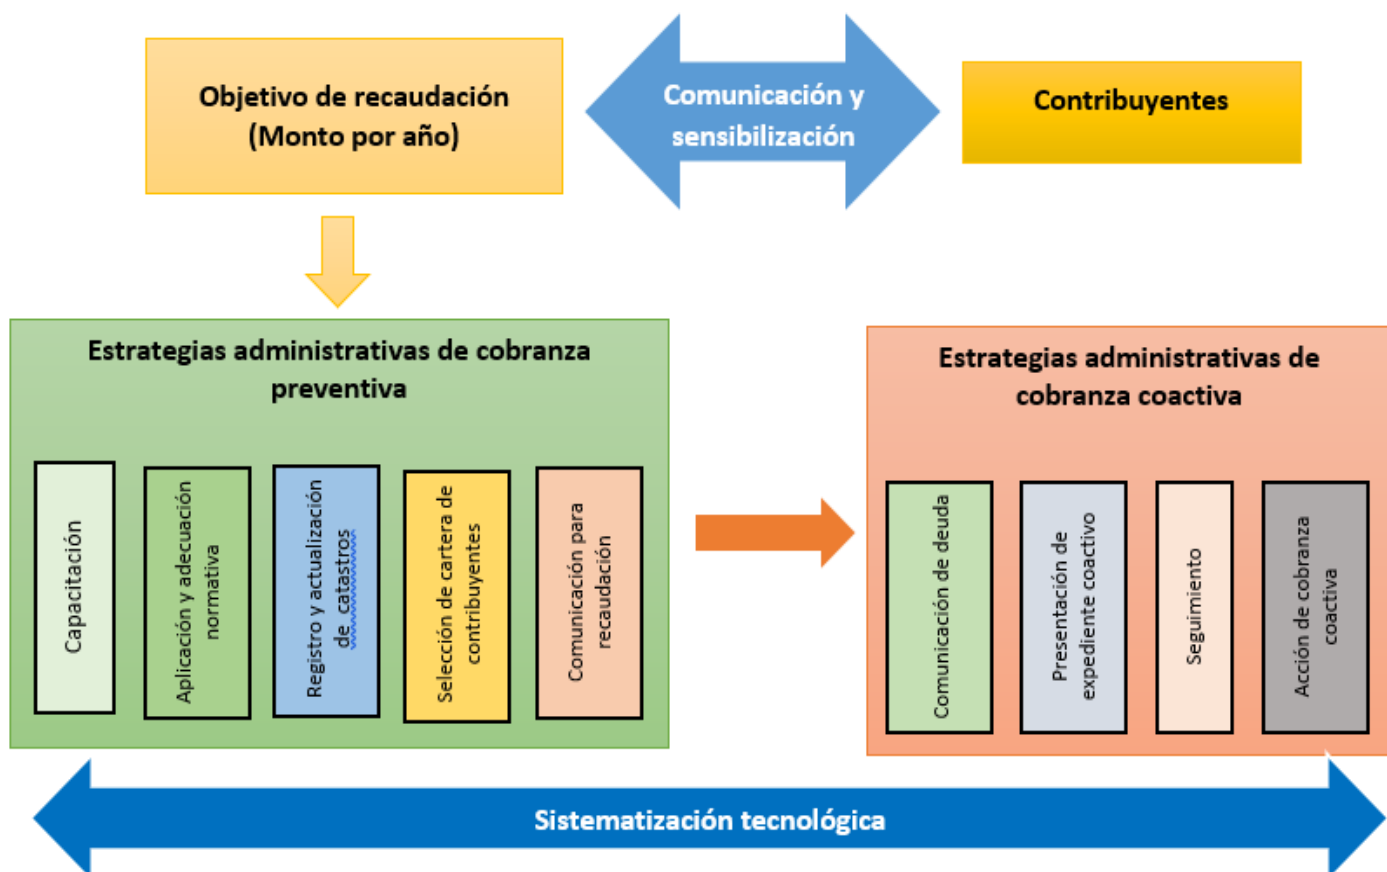 Objetivo de recaudación
(Monto por año)
Comunicación y
sensibilización
Contribuyentes
Estrategias administrativas de cobranza
preventiva
Capacitación
Aplicación y adecuación
normativa
Registro y actualización
de catastros
Selección de cartera de
contribuyentes
Comunicación para
recaudación
Estrategias administrativas de
cobranza coactiva
Comunicación de deuda
Presentación de
expediente coactivo
Seguimiento
Acción de cobranza
coactiva
Sistematización tecnológica